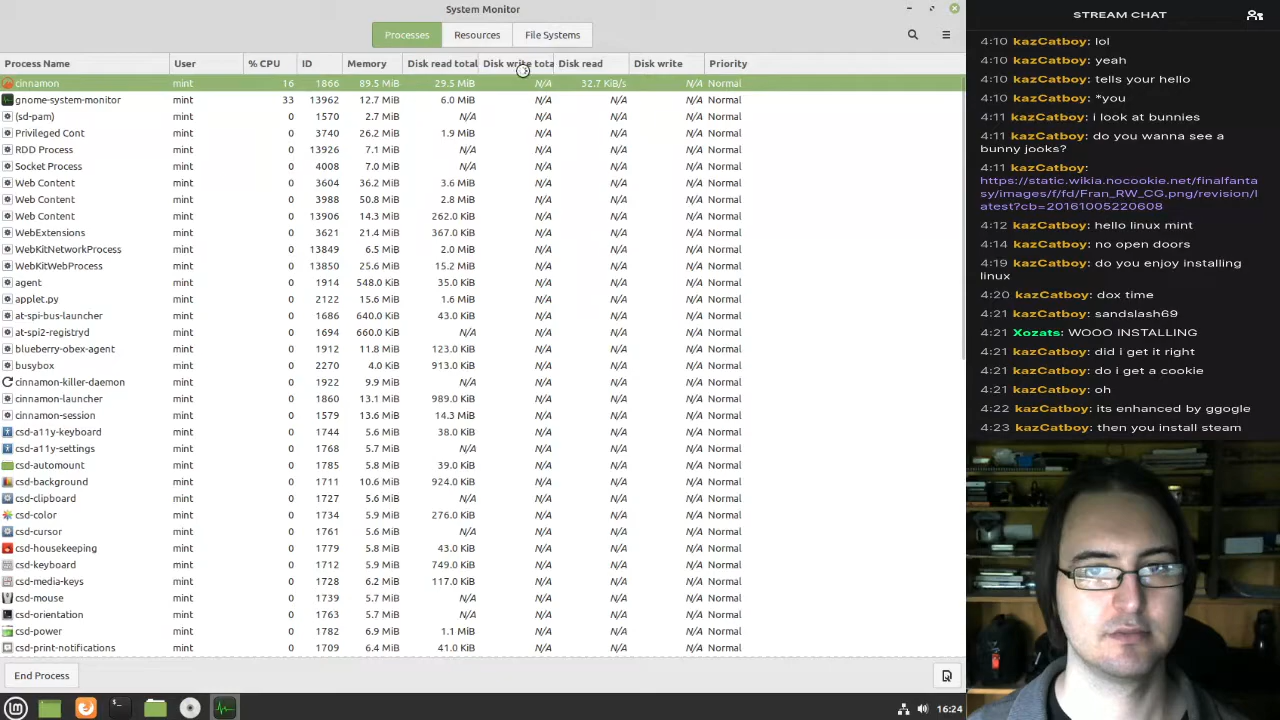 System Monitor
Processes Resources File Systems
Process Name User % CPU ID Memory Disk read total Disk write tota Disk read Disk write Priority
cinnamon mint 16 1866 89.5 MiB 29.5 MiB N/A 32.7 KiB/s N/A Normal
gnome-system-monitor mint 33 13962 12.7 MiB 6.0 MiB N/A N/A N/A Normal
(sd-pam) mint 0 1570 2.7 MiB N/A N/A N/A N/A Normal
Privileged Cont mint 0 3740 26.2 MiB 1.9 MiB N/A N/A N/A Normal
RDD Process mint 0 13926 7.1 MiB N/A N/A N/A N/A Normal
Socket Process mint 0 4008 7.0 MiB N/A N/A N/A N/A Normal
Web Content mint 0 3604 36.2 MiB 3.6 MiB N/A N/A N/A Normal
Web Content mint 0 3988 50.8 MiB 2.8 MiB N/A N/A N/A Normal
Web Content mint 0 13906 14.3 MiB 262.0 KiB N/A N/A N/A Normal
WebExtensions mint 0 3621 21.4 MiB 367.0 KiB N/A N/A N/A Normal
WebKitNetworkProcess mint 0 13849 6.5 MiB 2.0 MiB N/A N/A N/A Normal
WebKitWebProcess mint 0 13850 25.6 MiB 15.2 MiB N/A N/A N/A Normal
agent mint 0 1914 548.0 KiB 35.0 KiB N/A N/A N/A Normal
applet.py mint 0 2122 15.6 MiB 1.6 MiB N/A N/A N/A Normal
at-spi-bus-launcher mint 0 1686 640.0 KiB 43.0 KiB N/A N/A N/A Normal
at-spi2-registryd mint 0 1694 660.0 KiB N/A N/A N/A N/A Normal
blueberry-obex-agent mint 0 1912 11.8 MiB 123.0 KiB N/A N/A N/A Normal
busybox mint 0 2270 4.0 KiB 913.0 KiB N/A N/A N/A Normal
cinnamon-killer-daemon mint 0 1922 9.9 MiB N/A N/A N/A N/A Normal
cinnamon-launcher mint 0 1860 13.1 MiB 989.0 KiB N/A N/A N/A Normal
cinnamon-session mint 0 1579 13.6 MiB 14.3 MiB N/A N/A N/A Normal
csd-a11y-keyboard mint 0 1744 5.6 MiB 38.0 KiB N/A N/A N/A Normal
csd-a11y-settings mint 0 1768 5.7 MiB N/A N/A N/A N/A Normal
csd-automount mint 0 1785 5.8 MiB 39.0 KiB N/A N/A N/A Normal
csd-background mint 0 1711 10.6 MiB 924.0 KiB N/A N/A N/A Normal
csd-clipboard mint 0 1727 5.6 MiB N/A N/A N/A N/A Normal
csd-color mint 0 1734 5.9 MiB 276.0 KiB N/A N/A N/A Normal
csd-cursor mint 0 1761 5.6 MiB N/A N/A N/A N/A Normal
csd-housekeeping mint 0 1779 5.8 MiB 43.0 KiB N/A N/A N/A Normal
csd-keyboard mint 0 1712 5.9 MiB 749.0 KiB N/A N/A N/A Normal
csd-media-keys mint 0 1728 6.2 MiB 117.0 KiB N/A N/A N/A Normal
csd-mouse mint 0 1739 5.7 MiB N/A N/A N/A N/A Normal
csd-orientation mint 0 1763 5.7 MiB N/A N/A N/A N/A Normal
csd-power mint 0 1782 6.9 MiB 1.1 MiB N/A N/A N/A Normal
csd-print-notifications mint 0 1709 6.4 MiB 41.0 KiB N/A N/A N/A Normal
End Process
16:24
STREAM CHAT
4:10 kazCatboy: lol
4:10 kazCatboy: yeah
4:10 kazCatboy: tells your hello
4:10 kazCatboy: *you
4:11 kazCatboy: i look at bunnies
4:11 kazCatboy: do you wanna see a
bunny jooks?
4:11 kazCatboy:
https://static.wikia.nocookie.net/finalfanta
sy/images/f/fd/Fran_RW_CG.png/revision/l
atest?cb=20161005220608
4:12 kazCatboy: hello linux mint
4:14 kazCatboy: no open doors
4:19 kazCatboy: do you enjoy installing
linux
4:20 kazCatboy: dox time
4:21 kazCatboy: sandslash69
4:21 Xozats: WOOO INSTALLING
4:21 kazCatboy: did i get it right
4:21 kazCatboy: do i get a cookie
4:21 kazCatboy: oh
4:22 kazCatboy: its enhanced by ggogle
4:23 kazCatboy: then you install steam